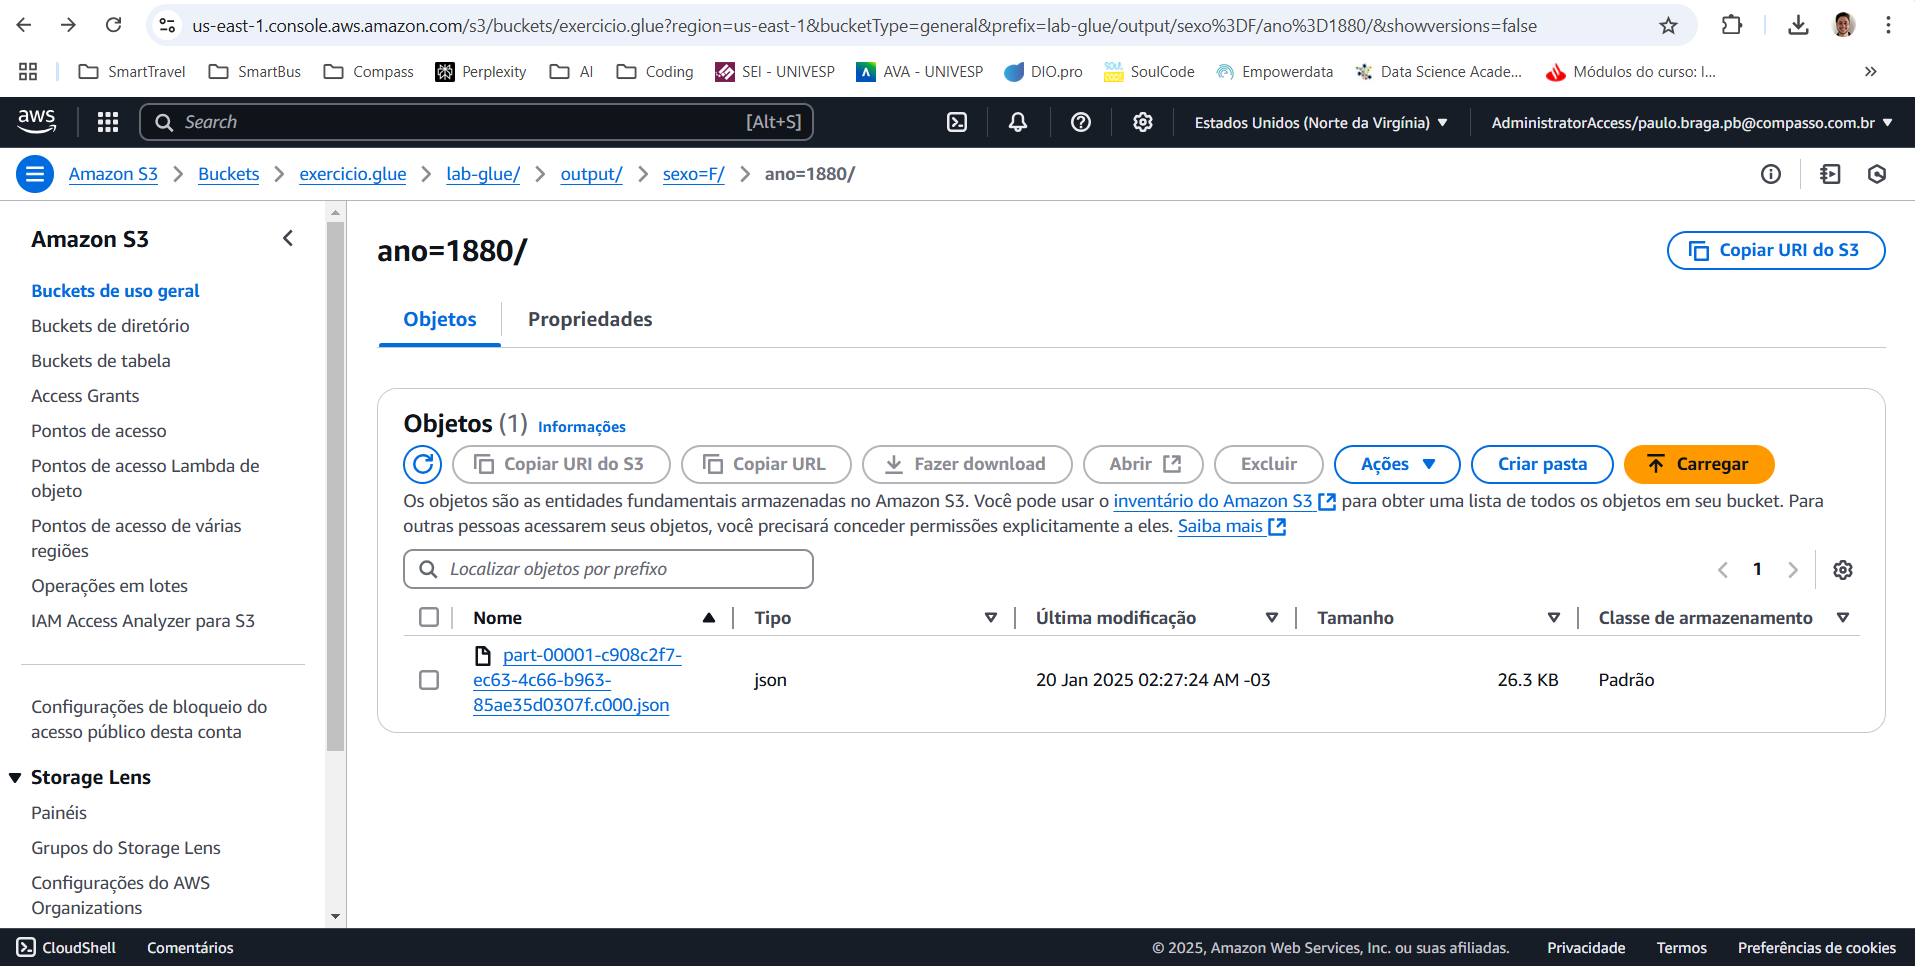 us-east-1.console.aws.amazon.com/s3/buckets/exercicio.glue?region=us-east-1&bucketType=general&prefix=lab-glue/output/sexo%3DF/ano%3D1880/&showversions=false
SmartTravel SmartBus Compass Perplexity AI Coding SEI - UNIVESP AVA - UNIVESP DIO.pro SoulCode Empowerdata Data Science Acade... Módulos do curso: I...
aws Search [Alt+S] Estados Unidos (Norte da Virgínia) AdministratorAccess/paulo.braga.pb@compasso.com.br
Amazon S3 Buckets exercicio.glue lab-glue/ output/ sexo=F/ ano=1880/
Amazon S3
Buckets de uso geral
Buckets de diretório
Buckets de tabela
Access Grants
Pontos de acesso
Pontos de acesso Lambda de
objeto
Pontos de acesso de várias
regiões
Operações em lotes
IAM Access Analyzer para S3
Configurações de bloqueio do
acesso público desta conta
Storage Lens
Painéis
Grupos do Storage Lens
Configurações do AWS
Organizations
ano=1880/
Copiar URI do S3
Objetos Propriedades
Objetos (1) Informações
Copiar URI do S3 Copiar URL Fazer download Abrir Excluir Ações Criar pasta Carregar
Os objetos são as entidades fundamentais armazenadas no Amazon S3. Você pode usar o inventário do Amazon S3 para obter uma lista de todos os objetos em seu bucket. Para
outras pessoas acessarem seus objetos, você precisará conceder permissões explicitamente a eles. Saiba mais
Localizar objetos por prefixo
1
Nome Tipo Última modificação Tamanho Classe de armazenamento
part-00001-c908c2f7-
ec63-4c66-b963-
85ae35d0307f.c000.json
json 20 Jan 2025 02:27:24 AM -03 26.3 KB Padrão
CloudShell Comentários © 2025, Amazon Web Services, Inc. ou suas afiliadas. Privacidade Termos Preferências de cookies